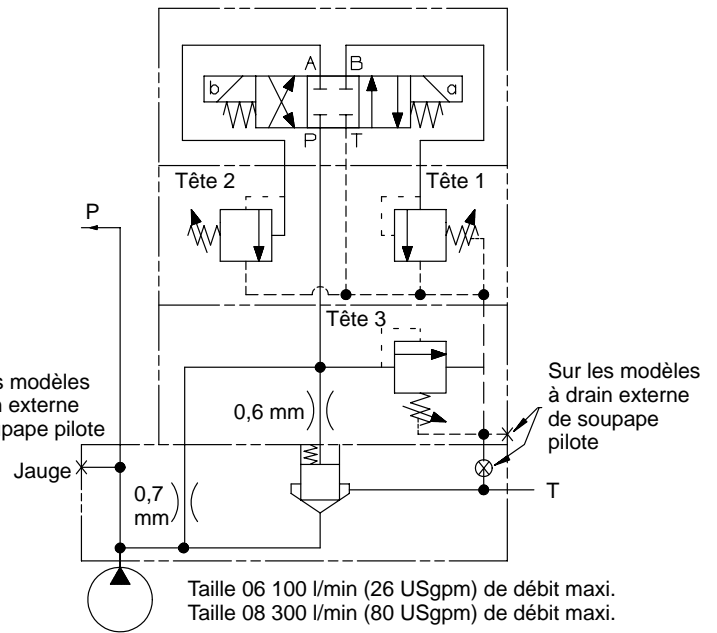 A B
b a
P T
Tête 2 Tête 1
P
Tête 3
s modèles
n externe
upape pilote
0,6 mm
Sur les modèles
à drain externe
de soupape
pilote
Jauge
0,7
mm
T
Taille 06 100 l/min (26 USgpm) de débit maxi.
Taille 08 300 l/min (80 USgpm) de débit maxi.